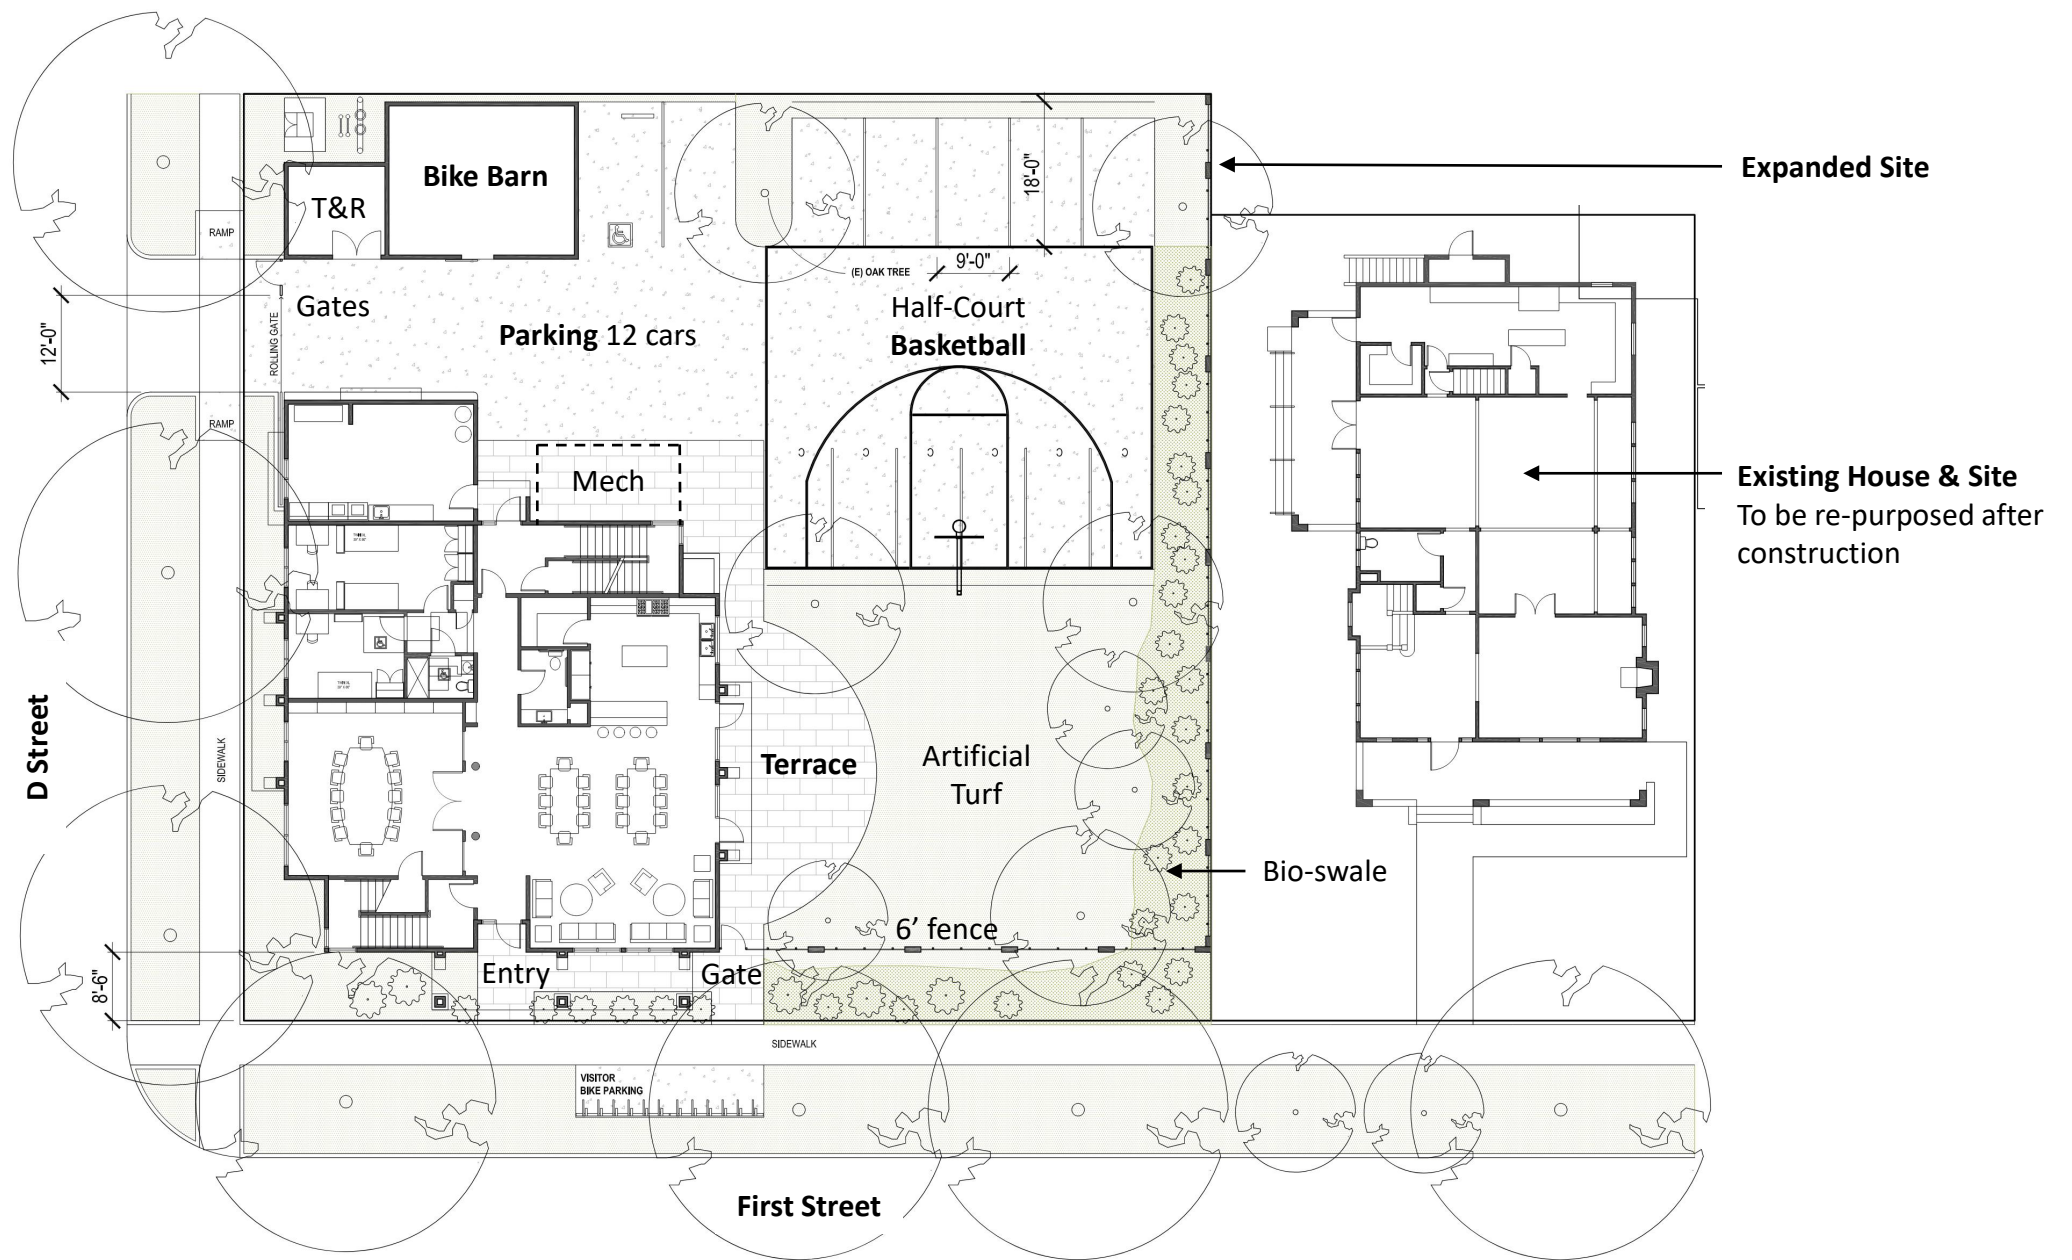 Bike Barn
Expanded Site
T&R
18'-0"
RAMP
(E) OAK TREE
9'-0"
Gates
Half-Court
Basketball
12'-0"
ROLLING GATE
Parking 12 cars
RAMP
Mech
Existing House & Site
To be re-purposed after
construction
D Street
SIDEWALK
Terrace
Artificial
Turf
Bio-swale
6’ fence
8'-6"
Entry
Gate
SIDEWALK
VISITOR
BIKE PARKING
First Street